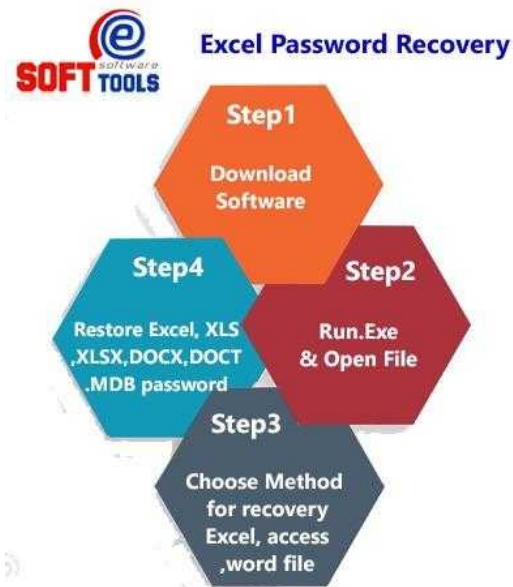 e
software
SOFT TOOLS
Excel Password Recovery
Step1
Download
Software
Step2
Run.Exe
& Open File
Step3
Choose Method
for recovery
Excel, access
,word file
Step4
Restore Excel, XLS
,XLSX,DOCX,DOCT
.MDB password